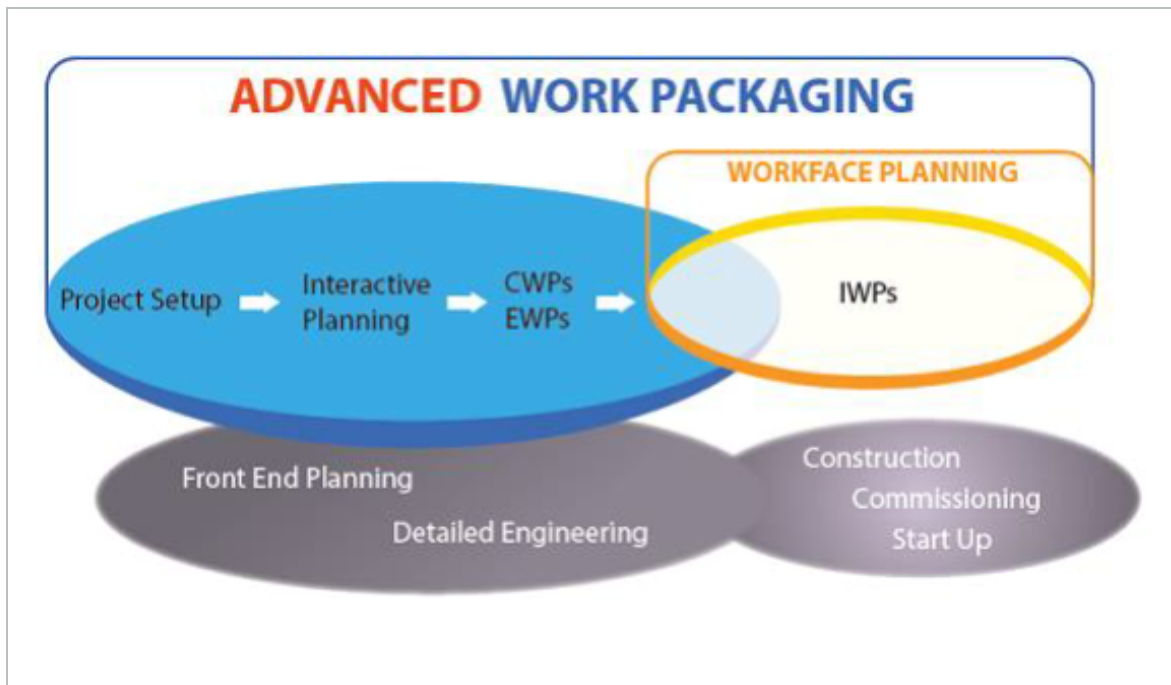 ADVANCED WORK PACKAGING
WORKFACE PLANNING
Project Setup
Interactive
Planning
CWPs
EWPs
IWPs
Front End Planning
Detailed Engineering
Construction
Commissioning
Start Up